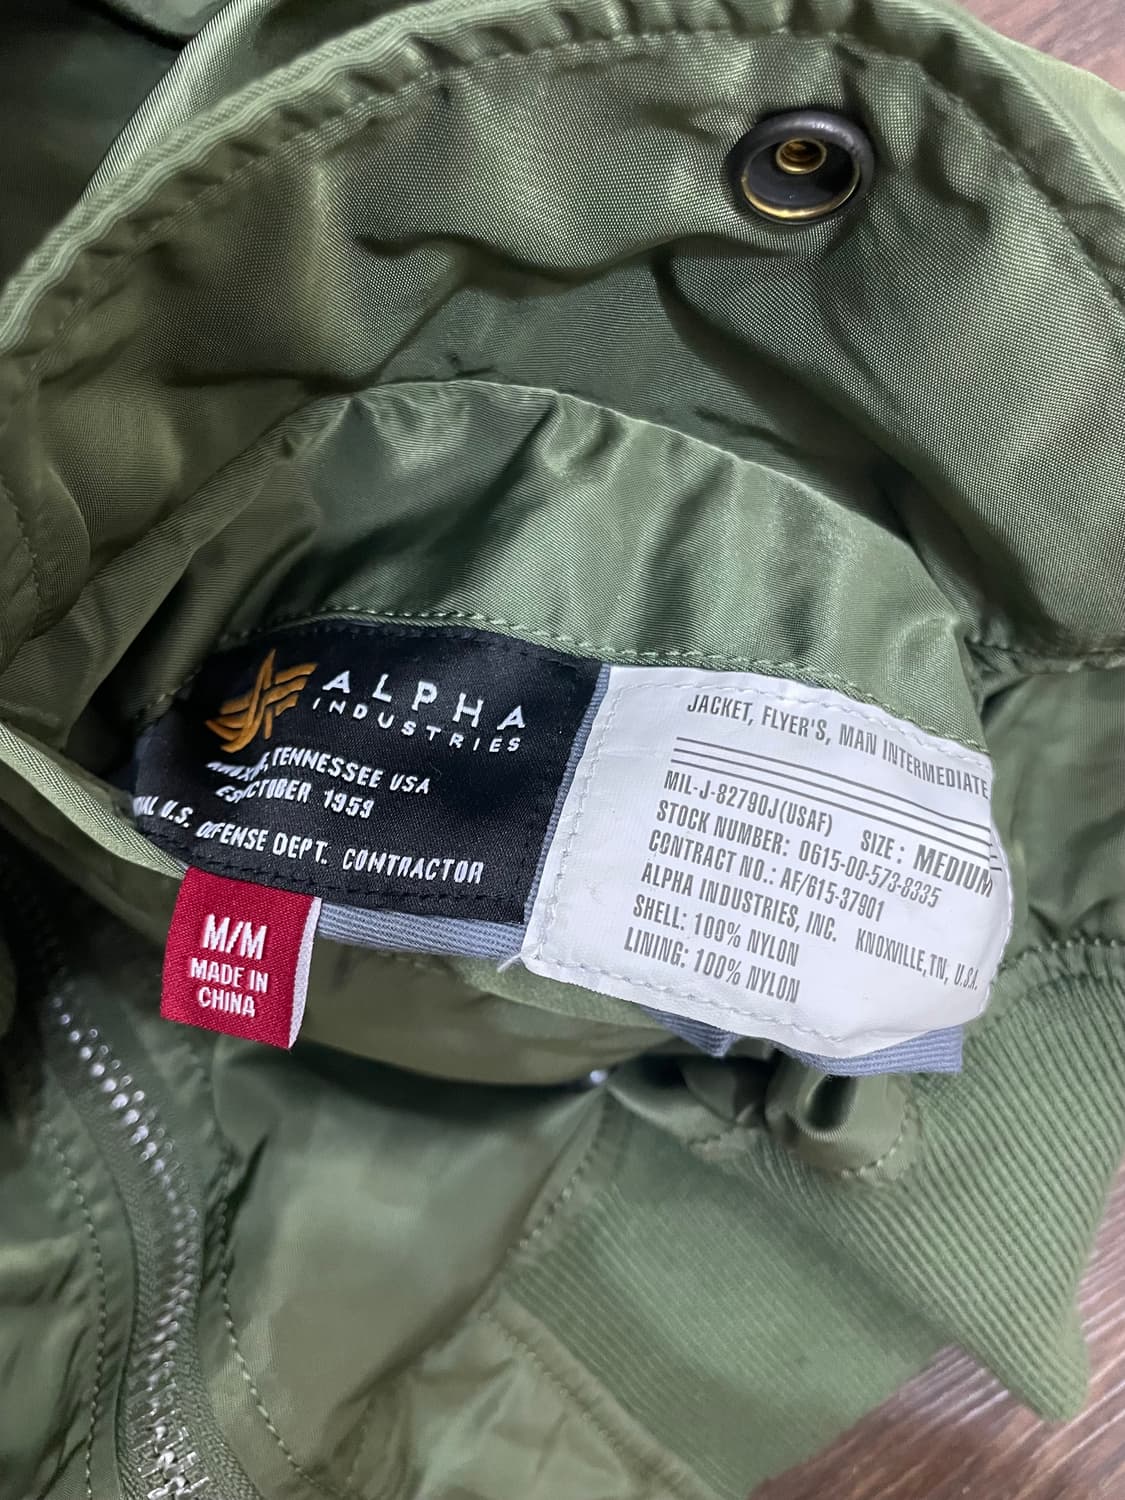 ALPHA
INDUSTRIES
TENNESSEE USA
OCTOBER 1959
U.S. DEFENSE DEPT. CONTRACTOR
M/M
MADE IN
CHINA
JACKET, FLYER'S, MAN INTERMEDIATE
MIL-J-82790J(USAF) SIZE: MEDIUM
STOCK NUMBER: 0615-00-573-8335
CONTRACT NO.: AF/615-37901
ALPHA INDUSTRIES, INC. KNOXVILLE, TN, U.S.A.
SHELL: 100% NYLON
LINING: 100% NYLON